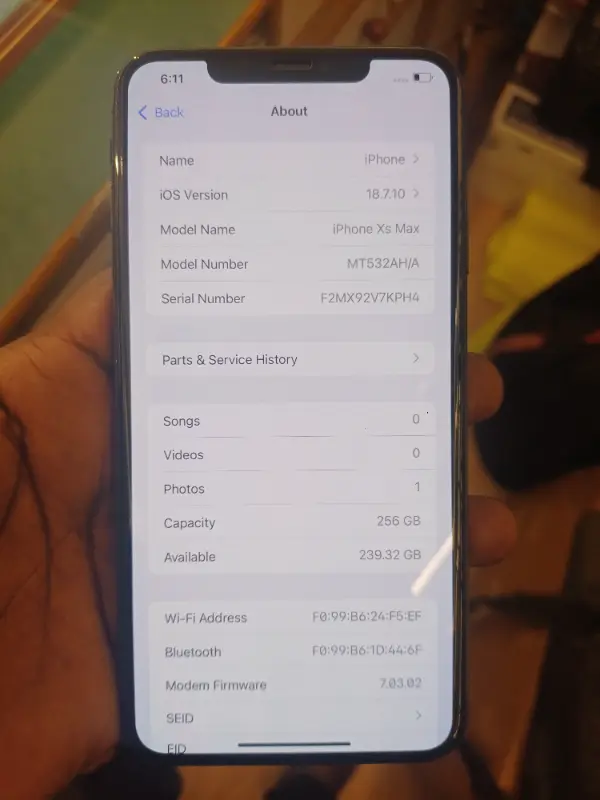 6:11
Back
About
Name iPhone
iOS Version 18.7.10
Model Name iPhone Xs Max
Model Number MT532AH/A
Serial Number F2MX92V7KPH4
Parts & Service History
Songs 0
Videos 0
Photos 1
Capacity 256 GB
Available 239.32 GB
Wi-Fi Address F0:99:B6:24:F5:EF
Bluetooth F0:99:B6:1D:44:6F
Modem Firmware 7.03.02
SEID
EID